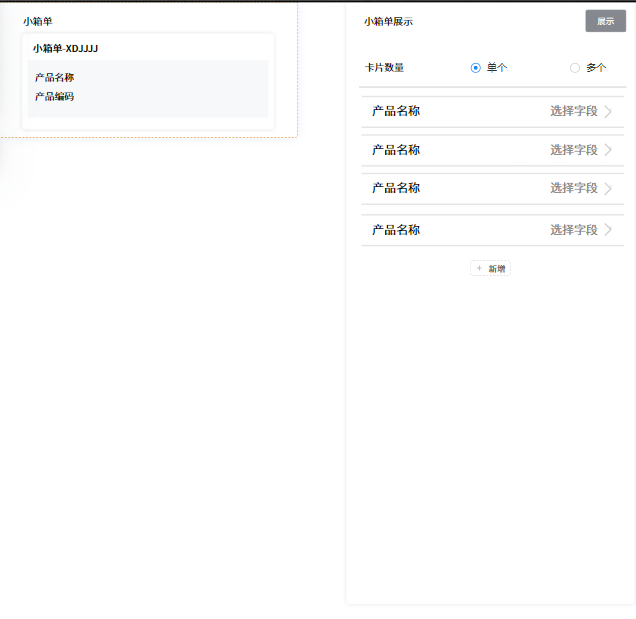 小箱单
小箱单-XDJJJJ
产品名称
产品编码
小箱单展示
展示
卡片数量 单个 多个
产品名称 选择字段
产品名称 选择字段
产品名称 选择字段
产品名称 选择字段
+ 新增